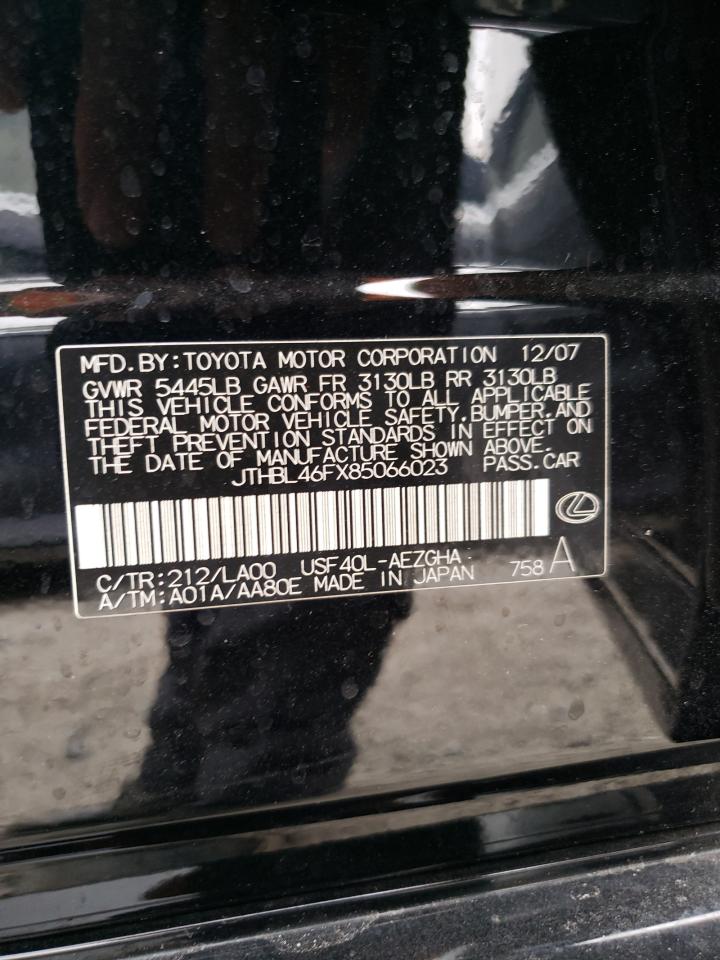 MFD.BY:TOYOTA MOTOR CORPORATION 12/07
GVWR 5445LB GAWR FR 3130LB RR 3130LB
THIS VEHICLE CONFORMS TO ALL APPLICABLE
FEDERAL MOTOR VEHICLE SAFETY,BUMPER,AND
THEFT PREVENTION STANDARDS IN EFFECT ON
THE DATE OF MANUFACTURE SHOWN ABOVE.
JTHBL46FX85066023 PASS.CAR
C/TR:212/LA00 USF40L-AEZGHA
A/TM:A01A/AA80E MADE IN JAPAN 758 A